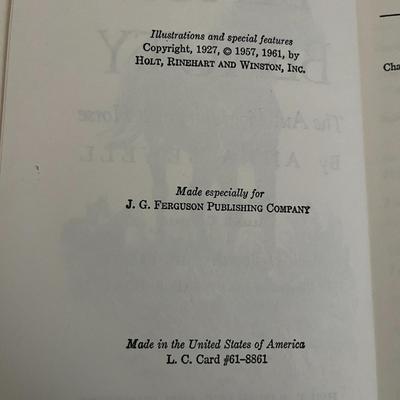 Illustrations and special features
Copyright, 1927, © 1957, 1961, by
HOLT, RINEHART AND WINSTON, INC.
Made especially for
J. G. FERGUSON PUBLISHING COMPANY
Made in the United States of America
L. C. Card #61-8861
Cha